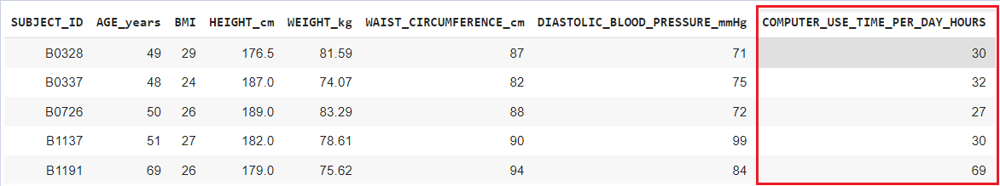 SUBJECT_ID AGE_years BMI HEIGHT_cm WEIGHT_kg WAIST_CIRCUMFERENCE_cm DIASTOLIC_BLOOD_PRESSURE_mmHg COMPUTER_USE_TIME_PER_DAY_HOURS
B0328 49 29 176.5 81.59 87 71 30
B0337 48 24 187.0 74.07 82 75 32
B0726 50 26 189.0 83.29 88 72 27
B1137 51 27 182.0 78.61 90 99 30
B1191 69 26 179.0 75.62 94 84 69